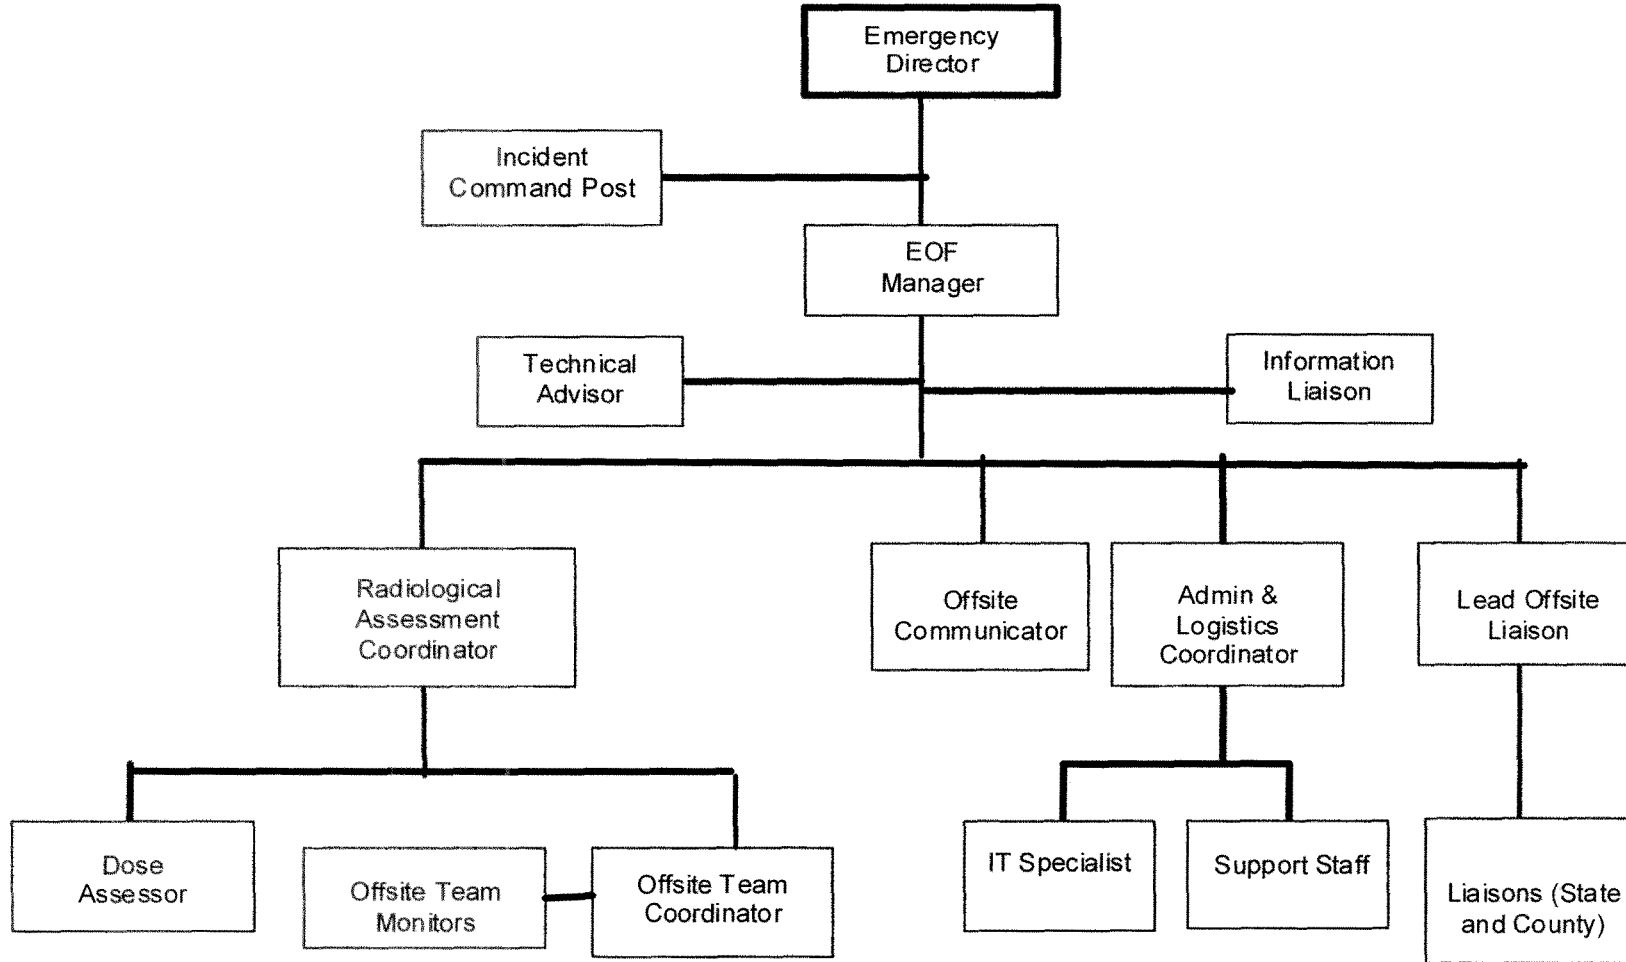 Emergency
Director
Incident
Command Post
EOF
Manager
Technical
Advisor
Information
Liaison
Radiological
Assessment
Coordinator
Offsite
Communicator
Admin &
Logistics
Coordinator
Lead Offsite
Liaison
Dose
Assessor
Offsite Team
Monitors
Offsite Team
Coordinator
IT Specialist
Support Staff
Liaisons (State
and County)